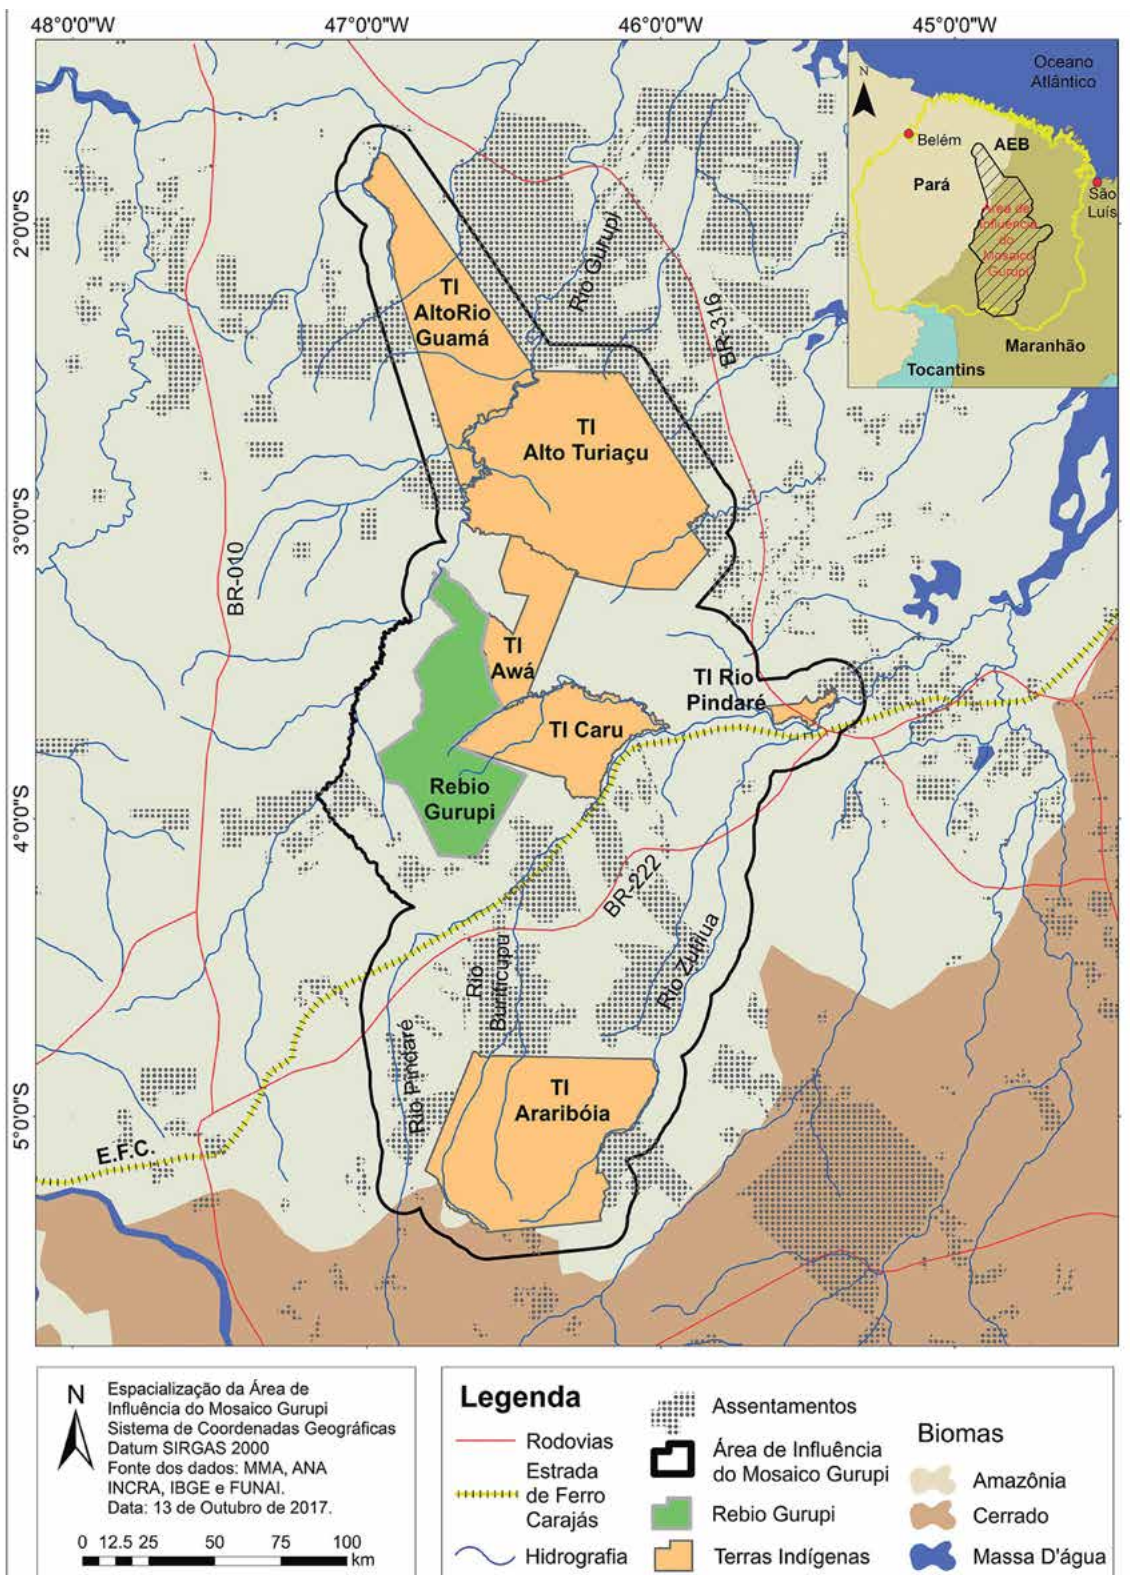 48°0'0"W 47°0'0"W 46°0'0"W 45°0'0"W
2°0'0"S
3°0'0"S
4°0'0"S
5°0'0"S
Oceano
Atlântico
N
Belém
AEB
Pará
São
Luís
Área de
Influência
do
Mosaico
Gurupi
Maranhão
Tocantins
TI
AltoRio
Guamá
Rio Gurupi
BR-316
TI
Alto Turiaçu
BR-010
TI
Awá
TI Rio
Pindaré
TI Caru
Rebio
Gurupi
BR-222
Rio
Buriticupu
Rio Zutiiua
Rio Pindaré
TI
Arariboia
E.F.C.
N
Espacialização da Área de
Influência do Mosaico Gurupi
Sistema de Coordenadas Geográficas
Datum SIRGAS 2000
Fonte dos dados: MMA, ANA
INCRA, IBGE e FUNAI.
Data: 13 de Outubro de 2017.
0 12.5 25 50 75 100
km
Legenda
Rodovias
Estrada
de Ferro
Carajás
Hidrografia
Assentamentos
Área de Influência
do Mosaico Gurupi
Rebio Gurupi
Terras Indígenas
Biomas
Amazônia
Cerrado
Massa D'água